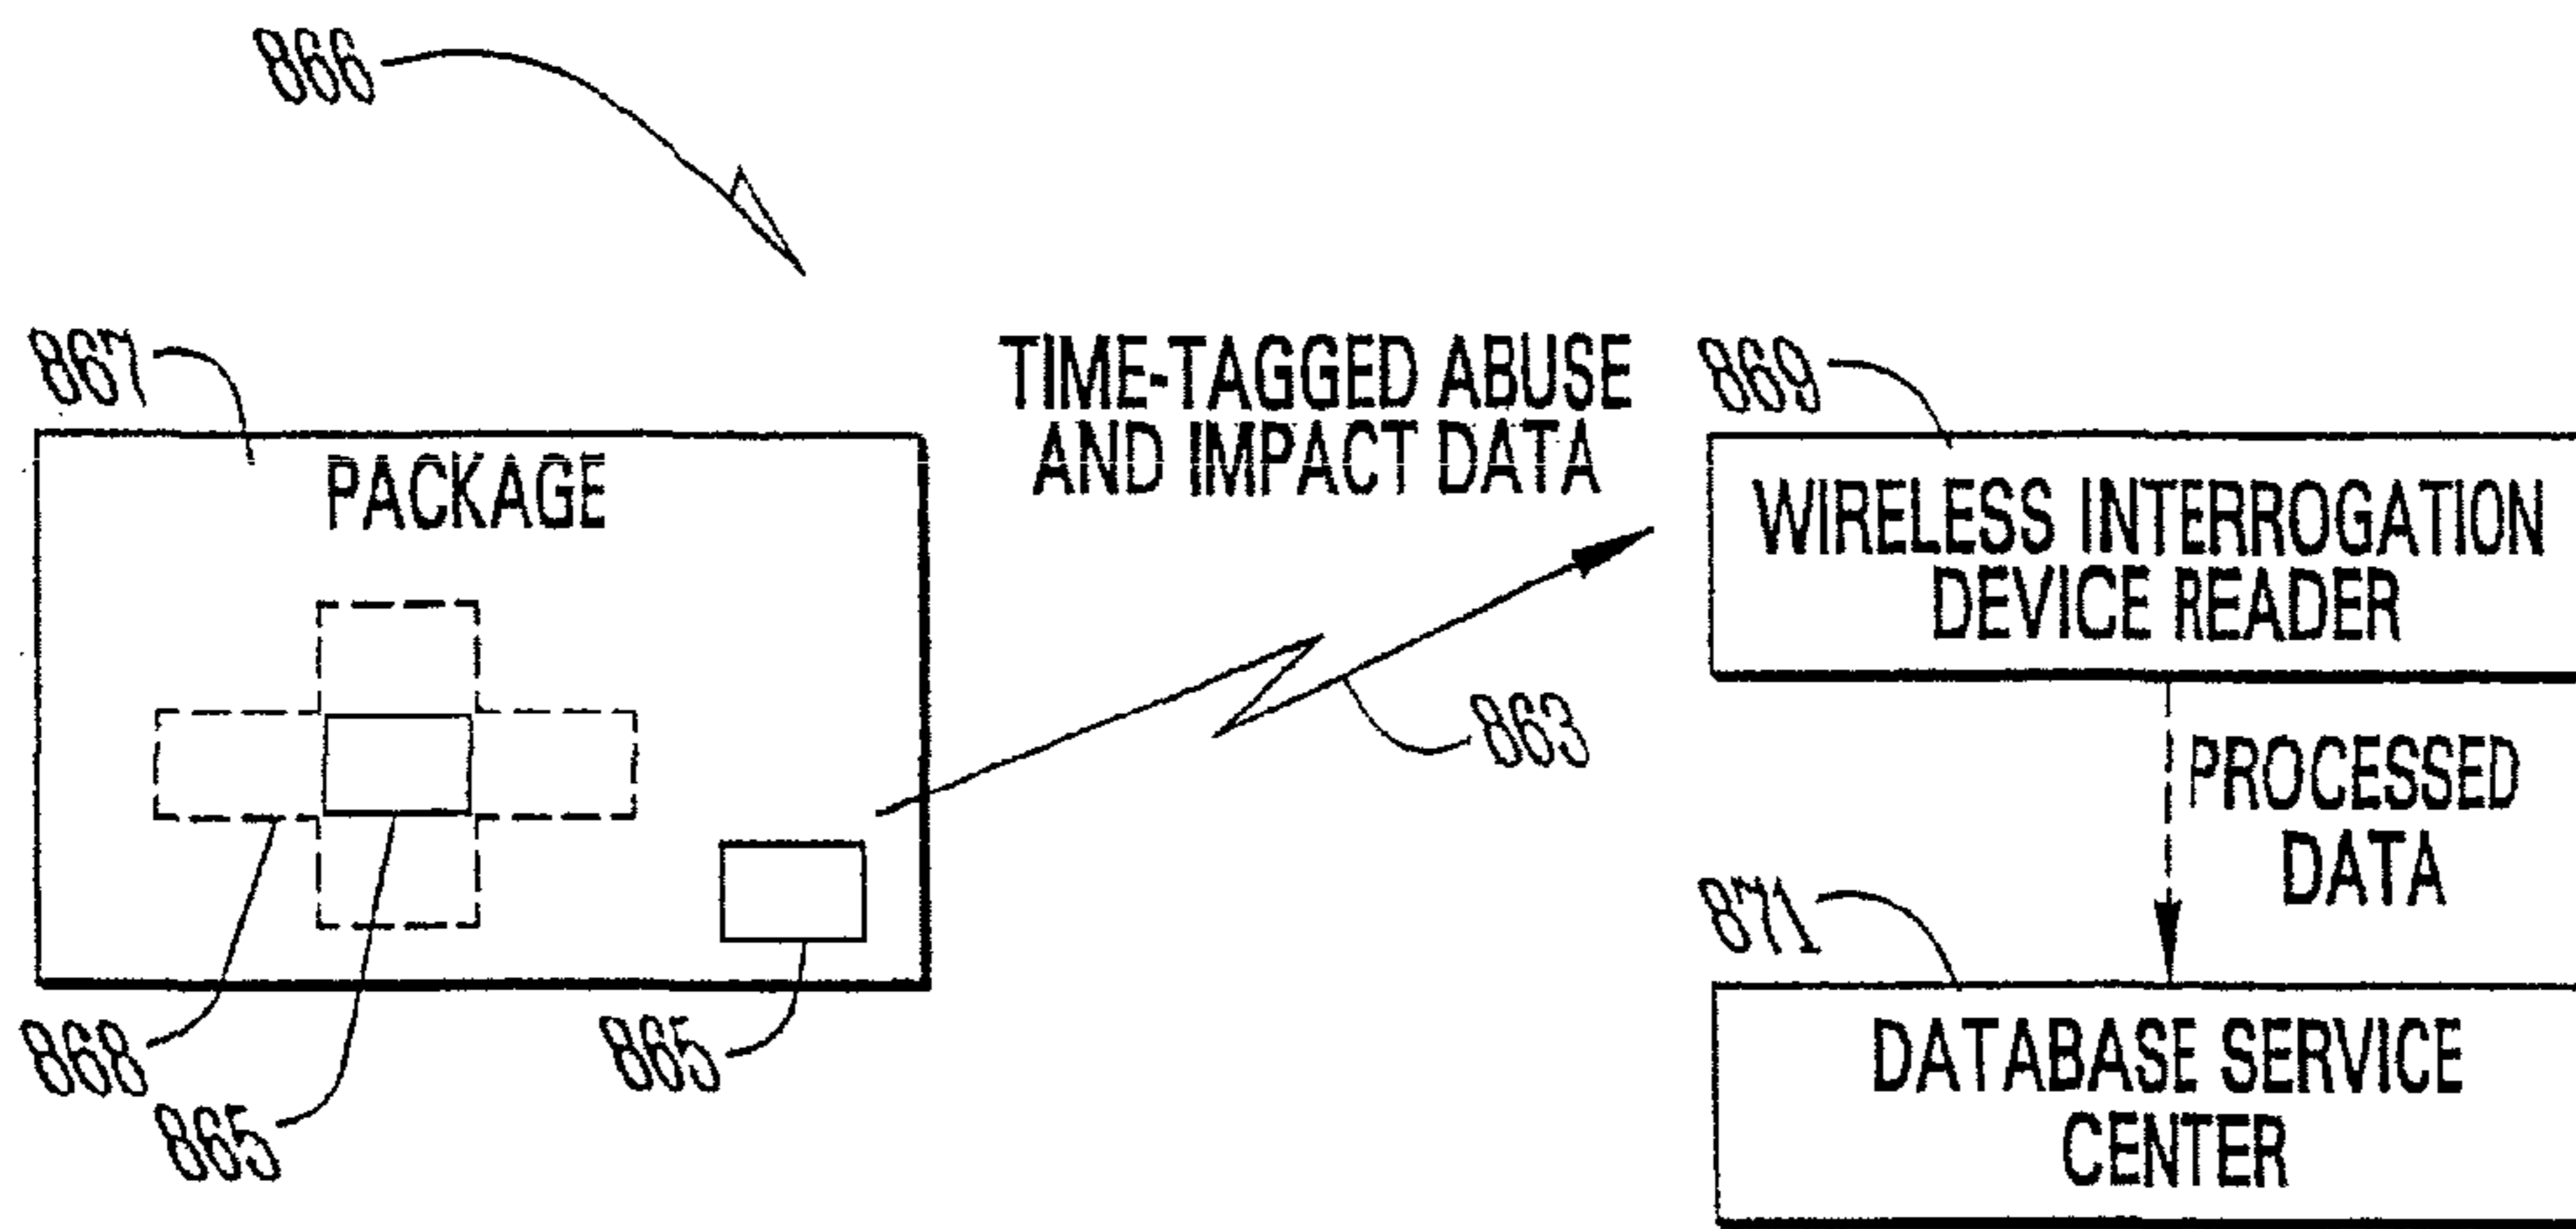 866
867
PACKAGE
TIME-TAGGED ABUSE
AND IMPACT DATA
869
WIRELESS INTERROGATION
DEVICE READER
863
PROCESSED
DATA
868
865
865
871
DATABASE SERVICE
CENTER